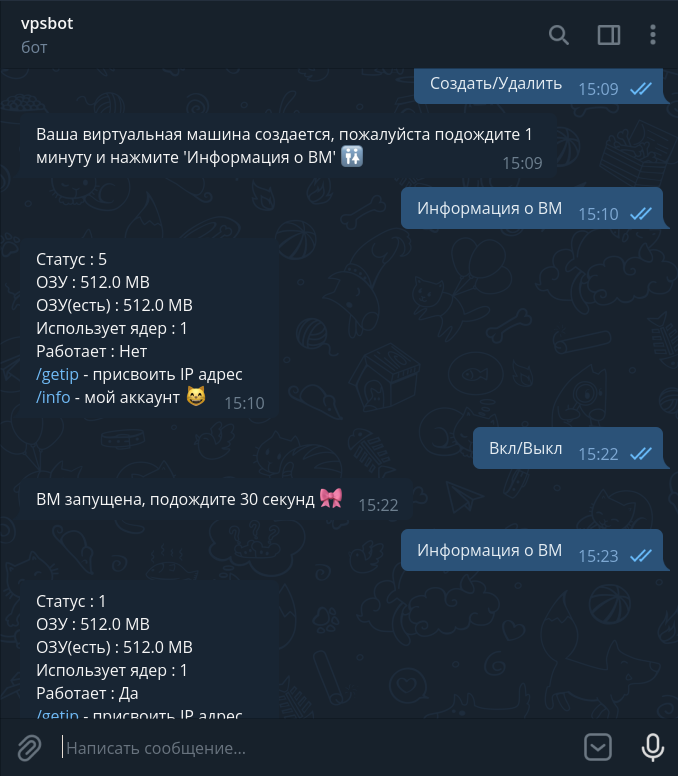 vpsbot
бот
Создать/Удалить 15:09
Ваша виртуальная машина создается, пожалуйста подождите 1
минуту и нажмите 'Информация о ВМ' 🚻
15:09
Информация о ВМ 15:10
Статус : 5
ОЗУ : 512.0 MB
ОЗУ(есть) : 512.0 MB
Использует ядер : 1
Работает : Нет
/getip - присвоить IP адрес
/info - мой аккаунт 😸 15:10
Вкл/Выкл 15:22
ВМ запущена, подождите 30 секунд 🎀 15:22
Информация о ВМ 15:23
Статус : 1
ОЗУ : 512.0 MB
ОЗУ(есть) : 512.0 MB
Использует ядер : 1
Работает : Да
/getip - присвоить IP адрес
Написать сообщение...